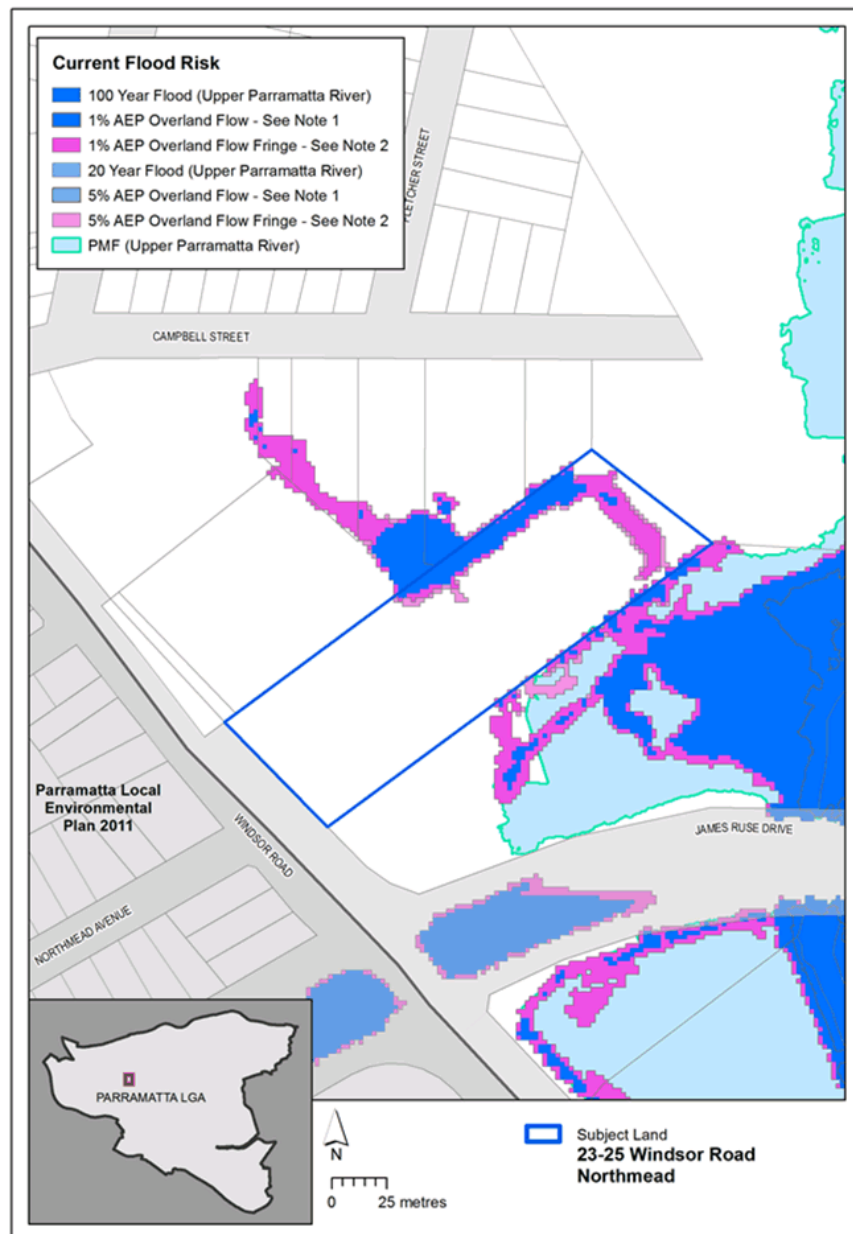 Current Flood Risk
100 Year Flood (Upper Parramatta River)
1% AEP Overland Flow - See Note 1
1% AEP Overland Flow Fringe - See Note 2
20 Year Flood (Upper Parramatta River)
5% AEP Overland Flow - See Note 1
5% AEP Overland Flow Fringe - See Note 2
PMF (Upper Parramatta River)
FLETCHER STREET
CAMPBELL STREET
Parramatta Local
Environmental
Plan 2011
WINDSOR ROAD
JAMES RUSE DRIVE
NORTHMEAD AVENUE
PARRAMATTA LGA
N
0 25 metres
Subject Land
23-25 Windsor Road
Northmead